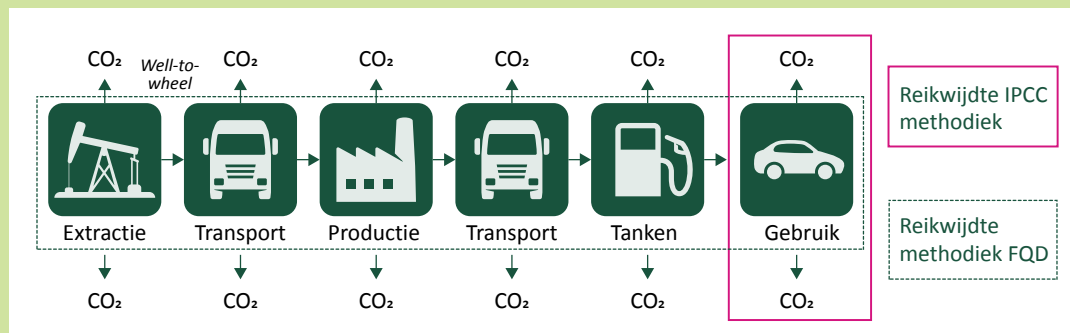 CO₂
Well-to-
wheel
CO₂
CO₂
CO₂
CO₂
CO₂
Extractie
Transport
Productie
Transport
Tanken
Gebruik
CO₂
CO₂
CO₂
CO₂
CO₂
CO₂
Reikwijdte IPCC
methodiek
Reikwijdte
methodiek FQD